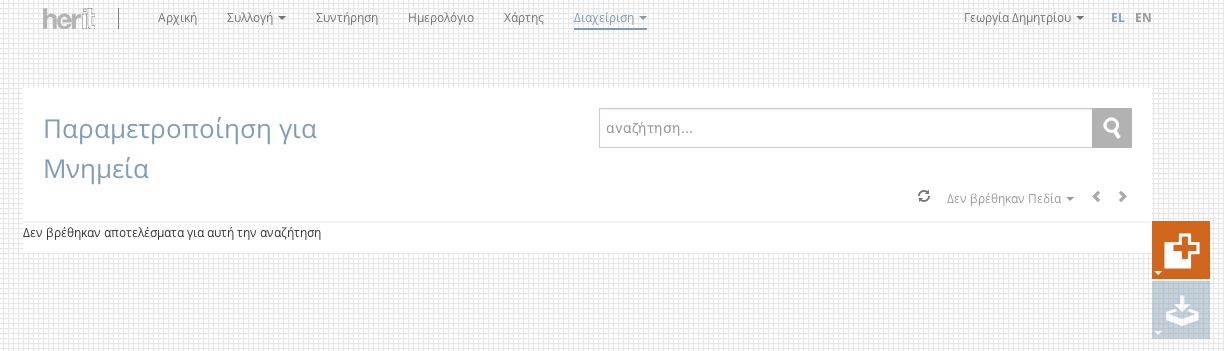 herit Αρχική Συλλογή Συντήρηση Ημερολόγιο Χάρτης Διαχείριση Γεωργία Δημητρίου EL EN
Παραμετροποίηση για
Μνημεία
αναζήτηση...
Δεν βρέθηκαν Πεδία
Δεν βρέθηκαν αποτελέσματα για αυτή την αναζήτηση